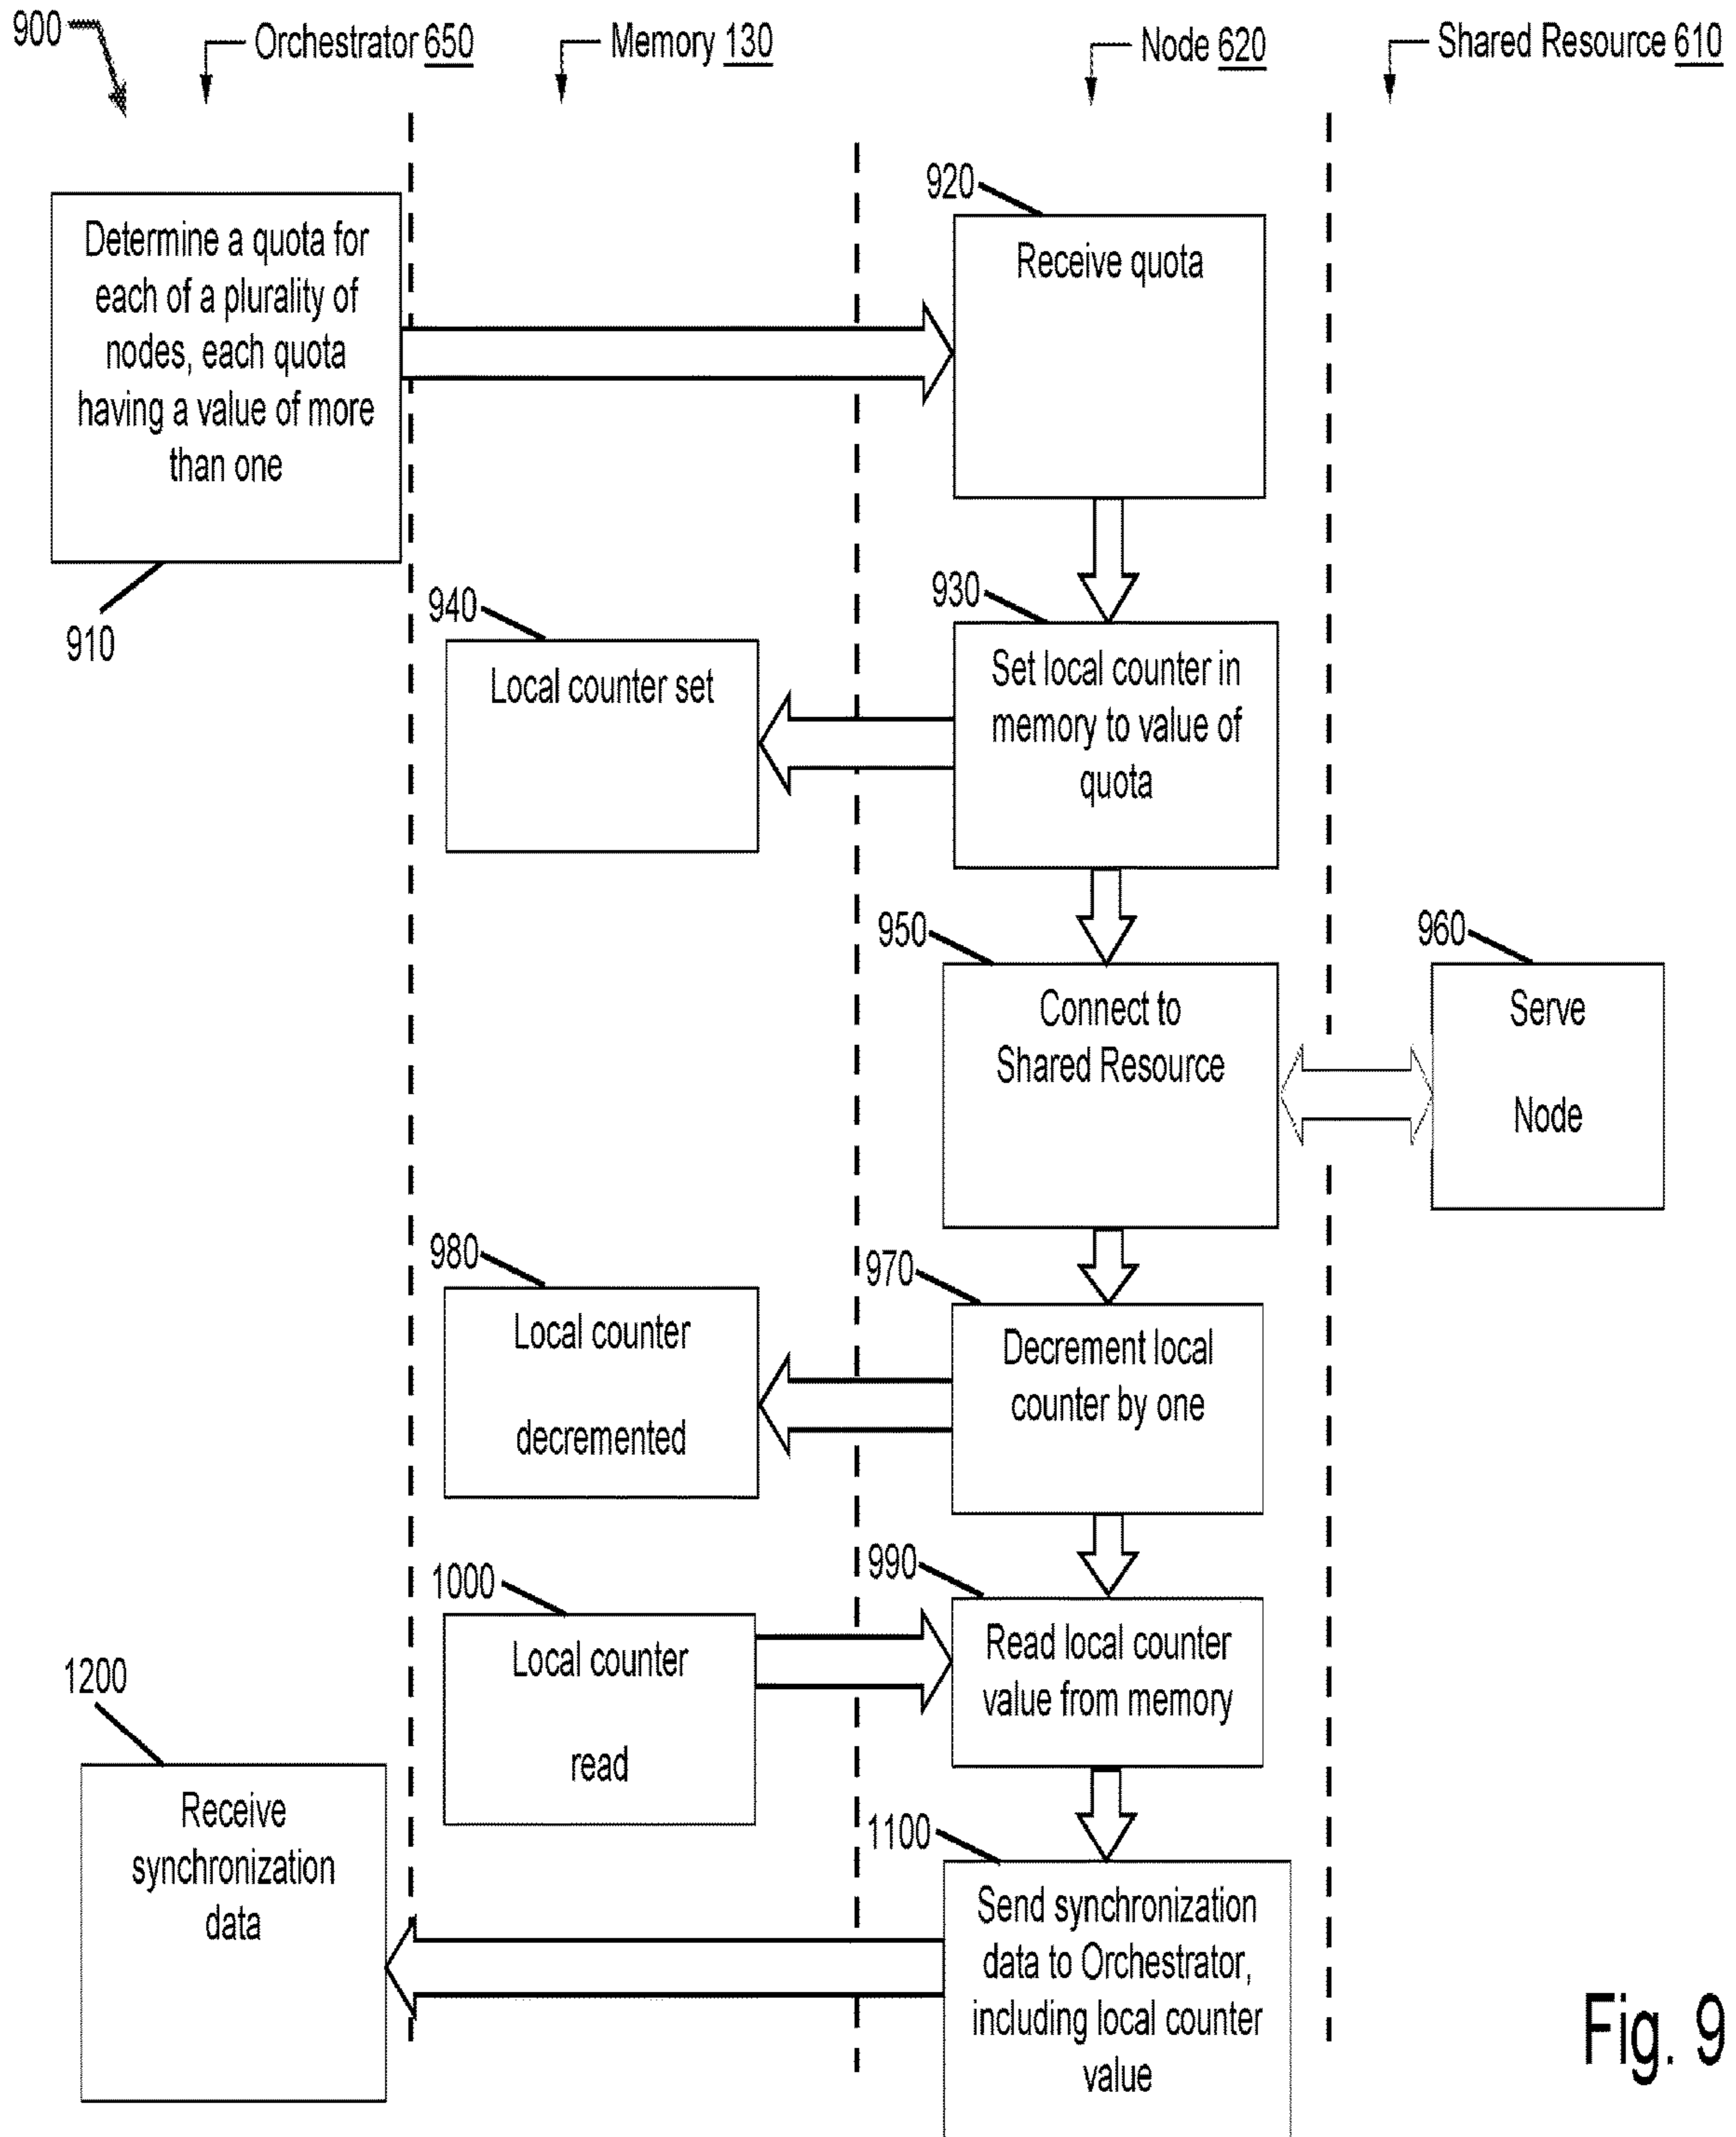 900
Orchestrator 650
Memory 130
Node 620
Shared Resource 610
Determine a quota for
each of a plurality of
nodes, each quota
having a value of more
than one
910
920
Receive quota
930
Set local counter in
memory to value of
quota
940
Local counter set
950
Connect to
Shared Resource
960
Serve
Node
970
Decrement local
counter by one
980
Local counter
decremented
990
Read local counter
value from memory
1000
Local counter
read
1100
Send synchronization
data to Orchestrator,
including local counter
value
1200
Receive
synchronization
data
Fig. 9